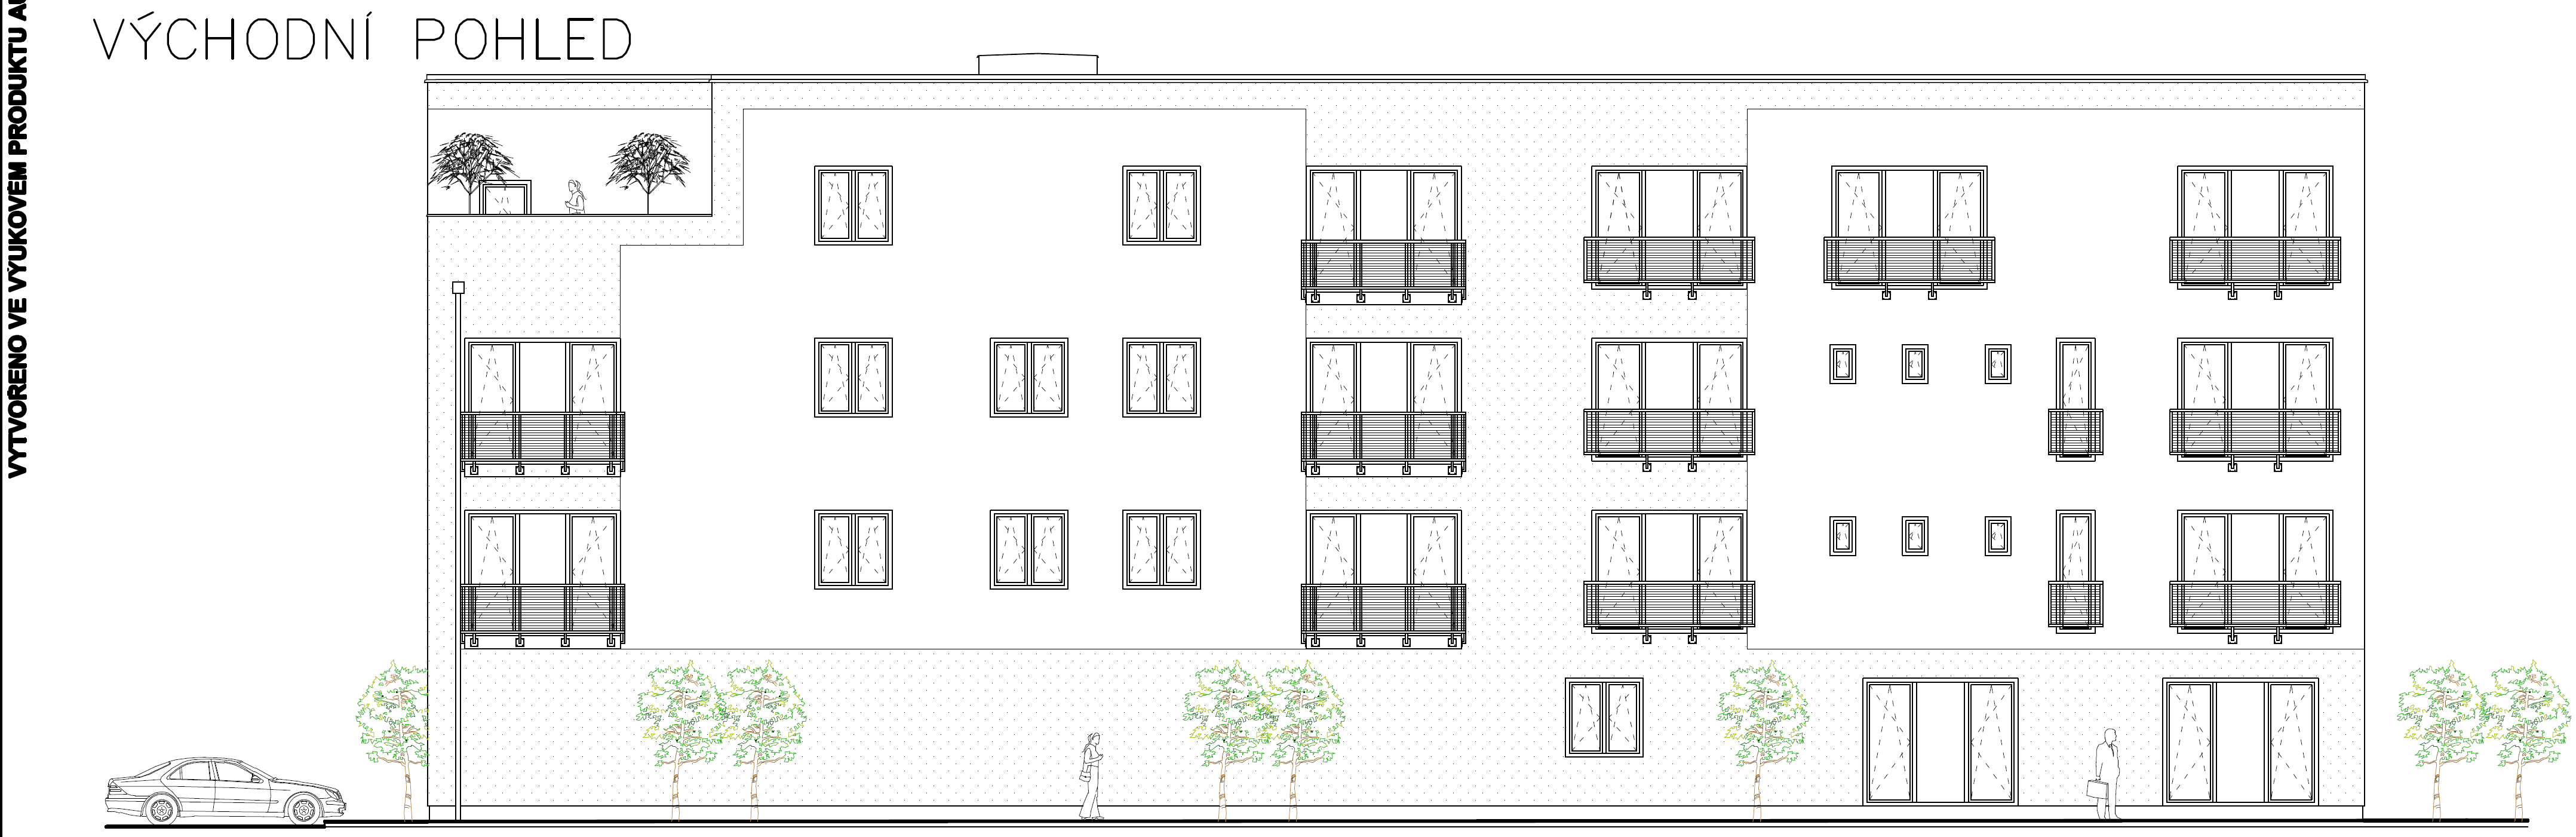 VÝCHODNÍ POHLED
VYTVOŘENO VE VÝUKOVÉM PRODUKTU